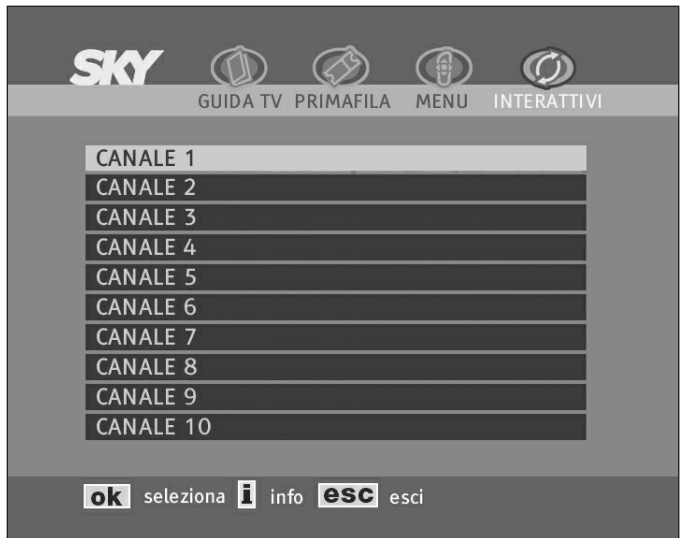 SKY
GUIDA TV PRIMAFILA MENU INTERATTIVI
CANALE 1
CANALE 2
CANALE 3
CANALE 4
CANALE 5
CANALE 6
CANALE 7
CANALE 8
CANALE 9
CANALE 10
ok seleziona i info esc esci